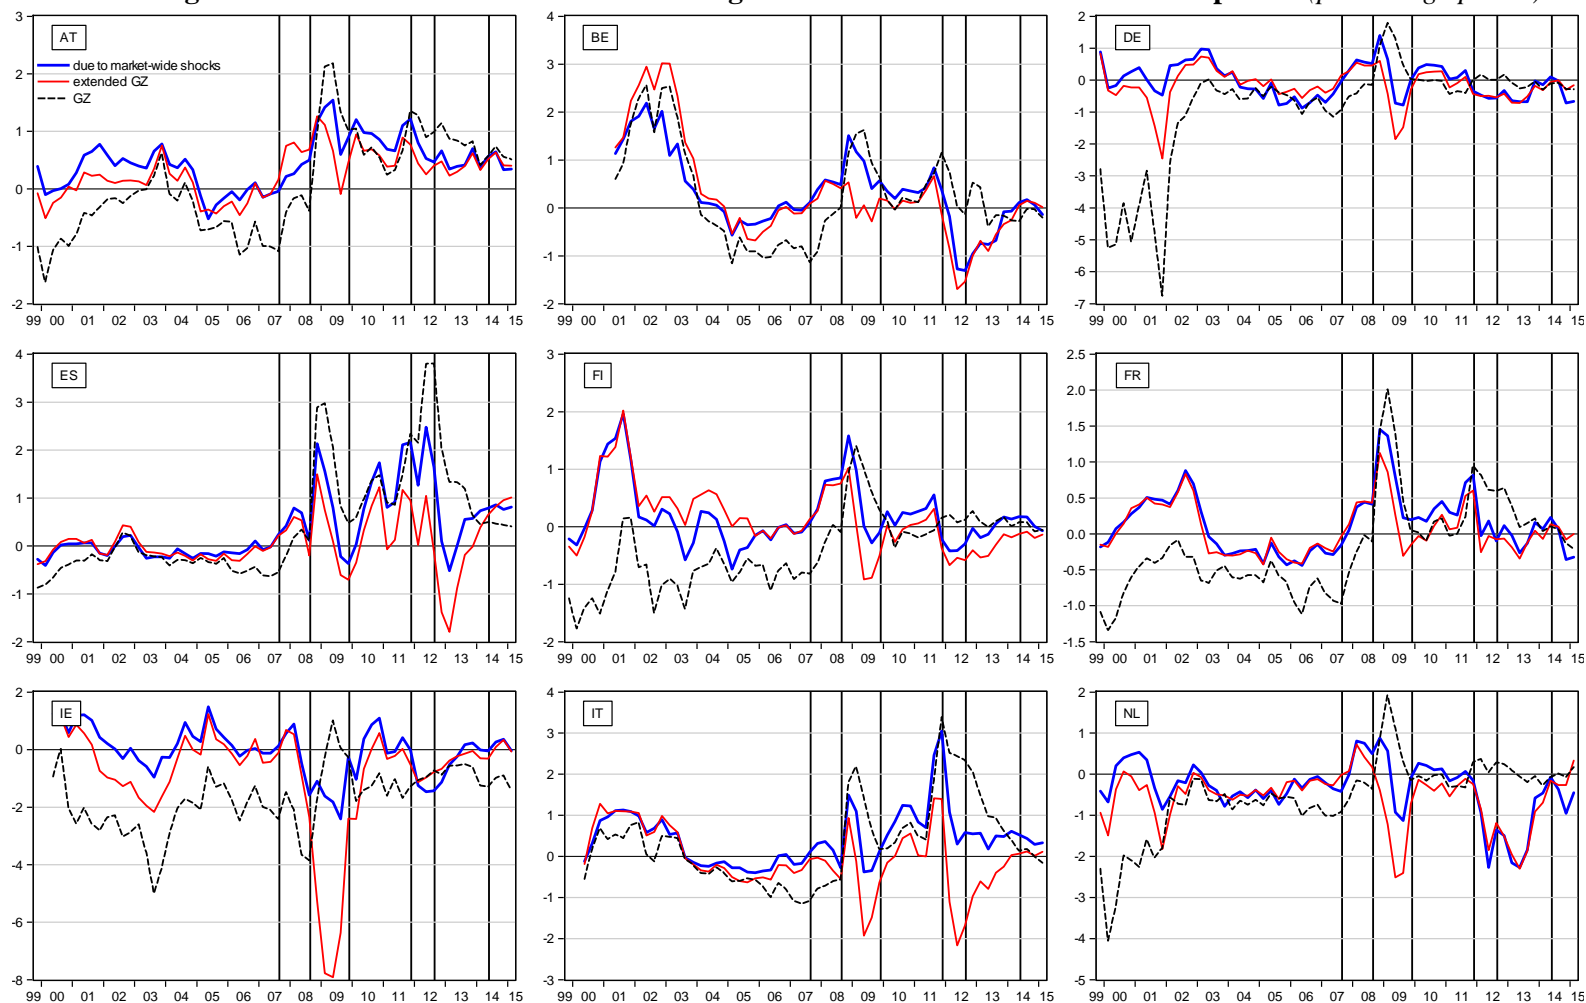 3 2 1 0 -1 -2
AT
due to market-wide shocks
extended GZ
GZ
99 00 01 02 03 04 05 06 07 08 09 10 11 12 13 14 15
4 3 2 1 0 -1 -2
BE
99 00 01 02 03 04 05 06 07 08 09 10 11 12 13 14 15
2 1 0 -1 -2 -3 -4 -5 -6 -7
DE
99 00 01 02 03 04 05 06 07 08 09 10 11 12 13 14 15
4 3 2 1 0 -1 -2
ES
99 00 01 02 03 04 05 06 07 08 09 10 11 12 13 14 15
3 2 1 0 -1 -2
FI
99 00 01 02 03 04 05 06 07 08 09 10 11 12 13 14 15
2.5 2.0 1.5 1.0 0.5 0.0 -0.5 -1.0 -1.5
FR
99 00 01 02 03 04 05 06 07 08 09 10 11 12 13 14 15
2 0 -2 -4 -6 -8
IE
99 00 01 02 03 04 05 06 07 08 09 10 11 12 13 14 15
4 3 2 1 0 -1 -2 -3
IT
99 00 01 02 03 04 05 06 07 08 09 10 11 12 13 14 15
2 1 0 -1 -2 -3 -4 -5
NL
99 00 01 02 03 04 05 06 07 08 09 10 11 12 13 14 15